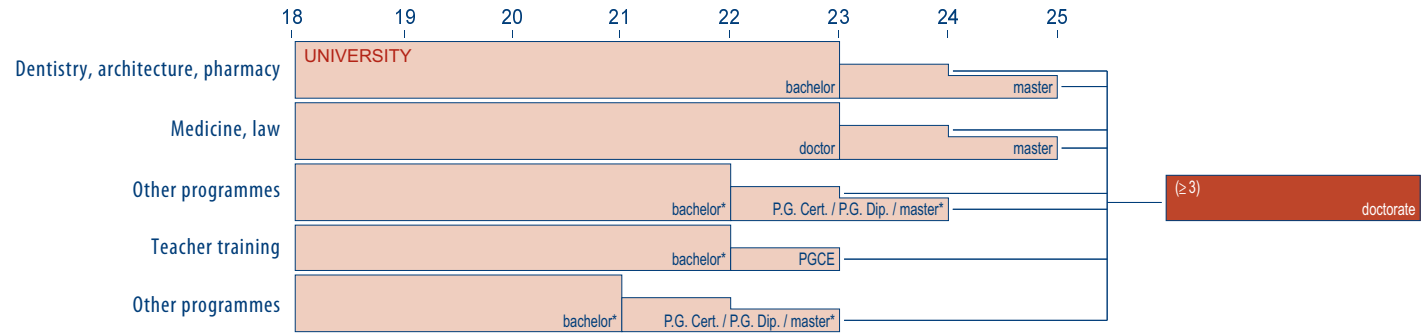 18 19 20 21 22 23 24 25
UNIVERSITY
Dentistry, architecture, pharmacy
bachelor master
Medicine, law
doctor master
Other programmes
bachelor* P.G. Cert. / P.G. Dip. / master*
(≥ 3)
doctorate
Teacher training
bachelor* PGCE
Other programmes
bachelor* P.G. Cert. / P.G. Dip. / master*